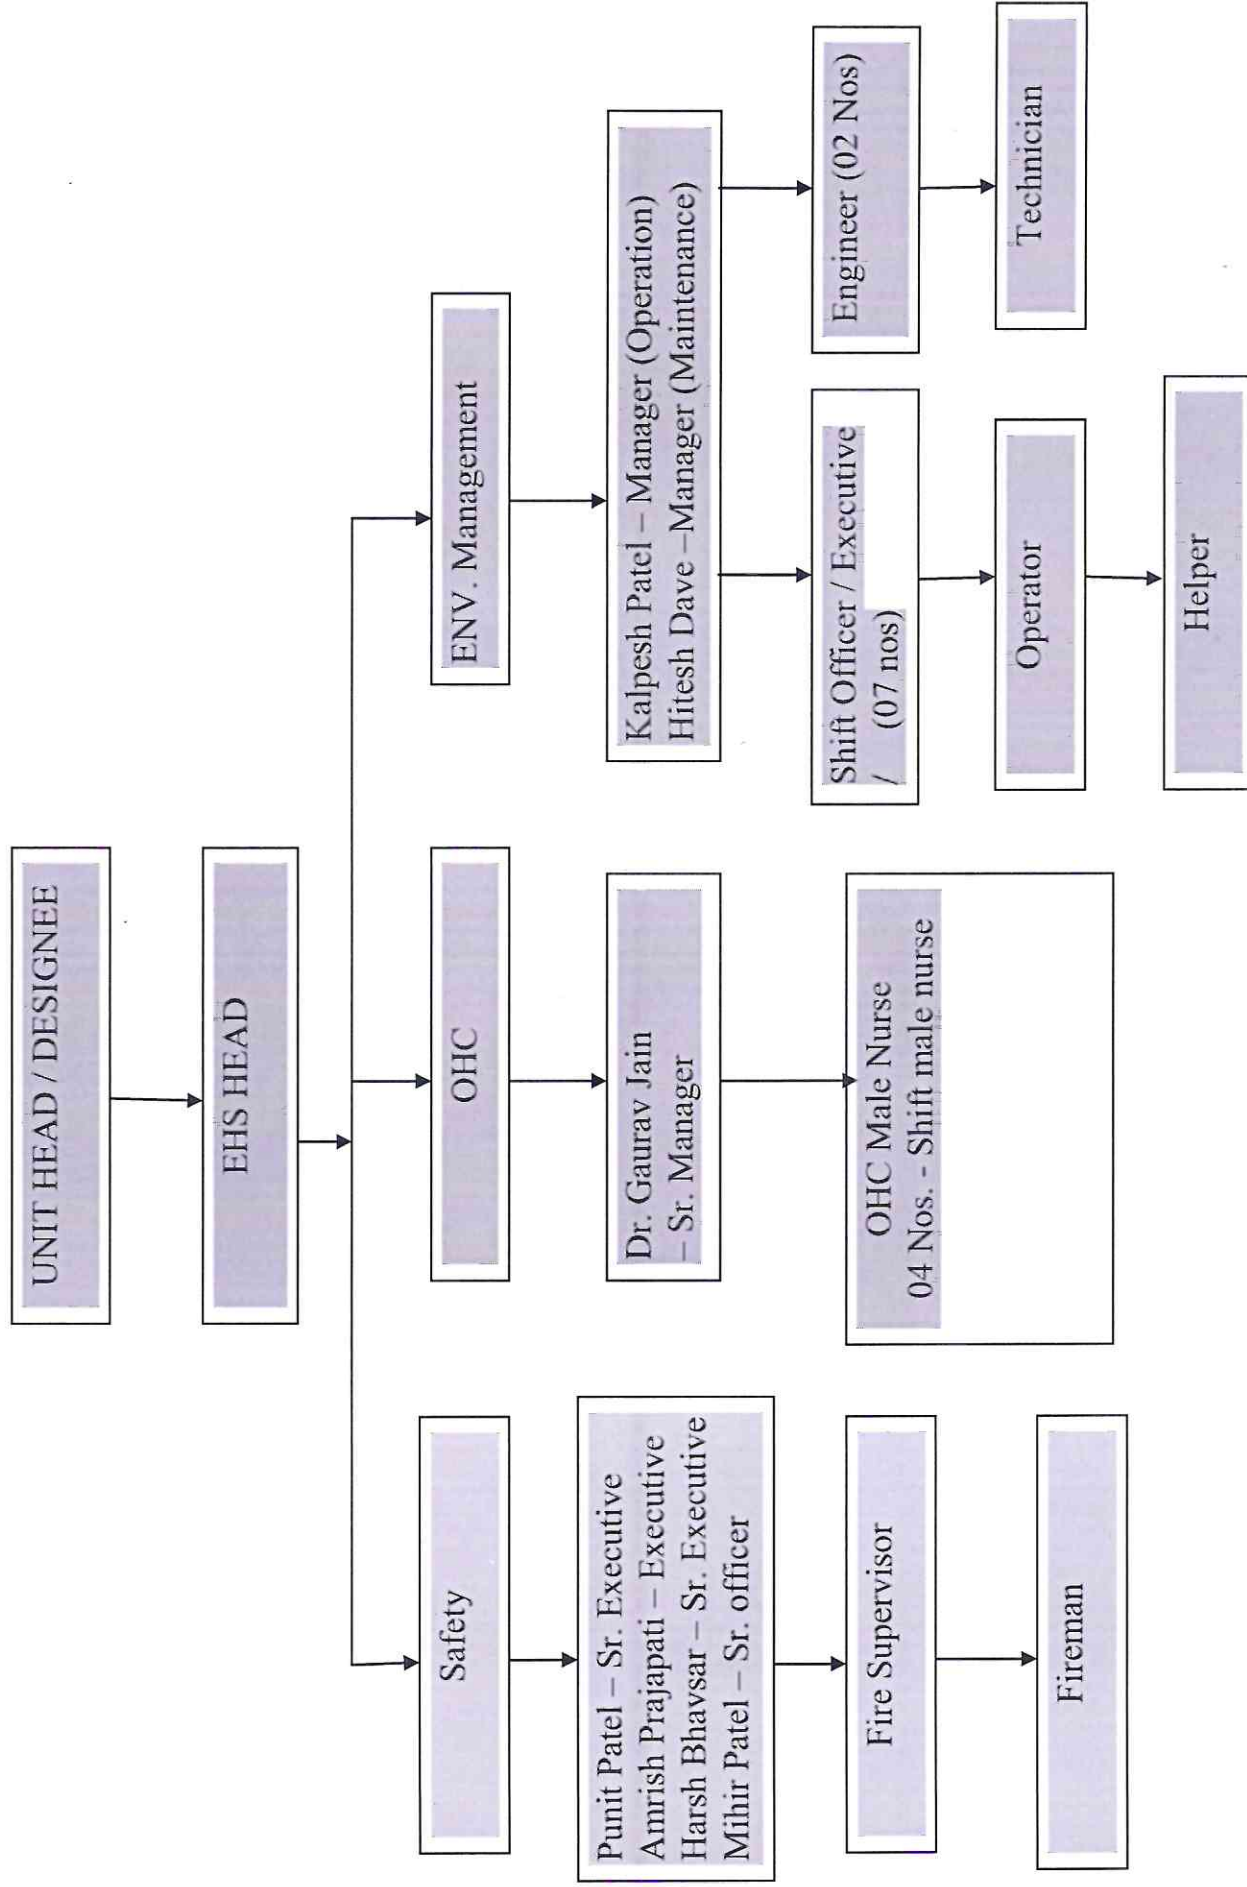 UNIT HEAD / DESIGNEE
EHS HEAD
Safety
OHC
ENV. Management
Punit Patel – Sr. Executive
Amrish Prajapati – Executive
Harsh Bhavsar – Sr. Executive
Mihir Patel – Sr. officer
Dr. Gaurav Jain
– Sr. Manager
Kalpesh Patel – Manager (Operation)
Hitesh Dave –Manager (Maintenance)
Fire Supervisor
OHC Male Nurse
04 Nos. - Shift male nurse
Shift Officer / Executive
/ (07 nos)
Engineer (02 Nos)
Fireman
Operator
Technician
Helper